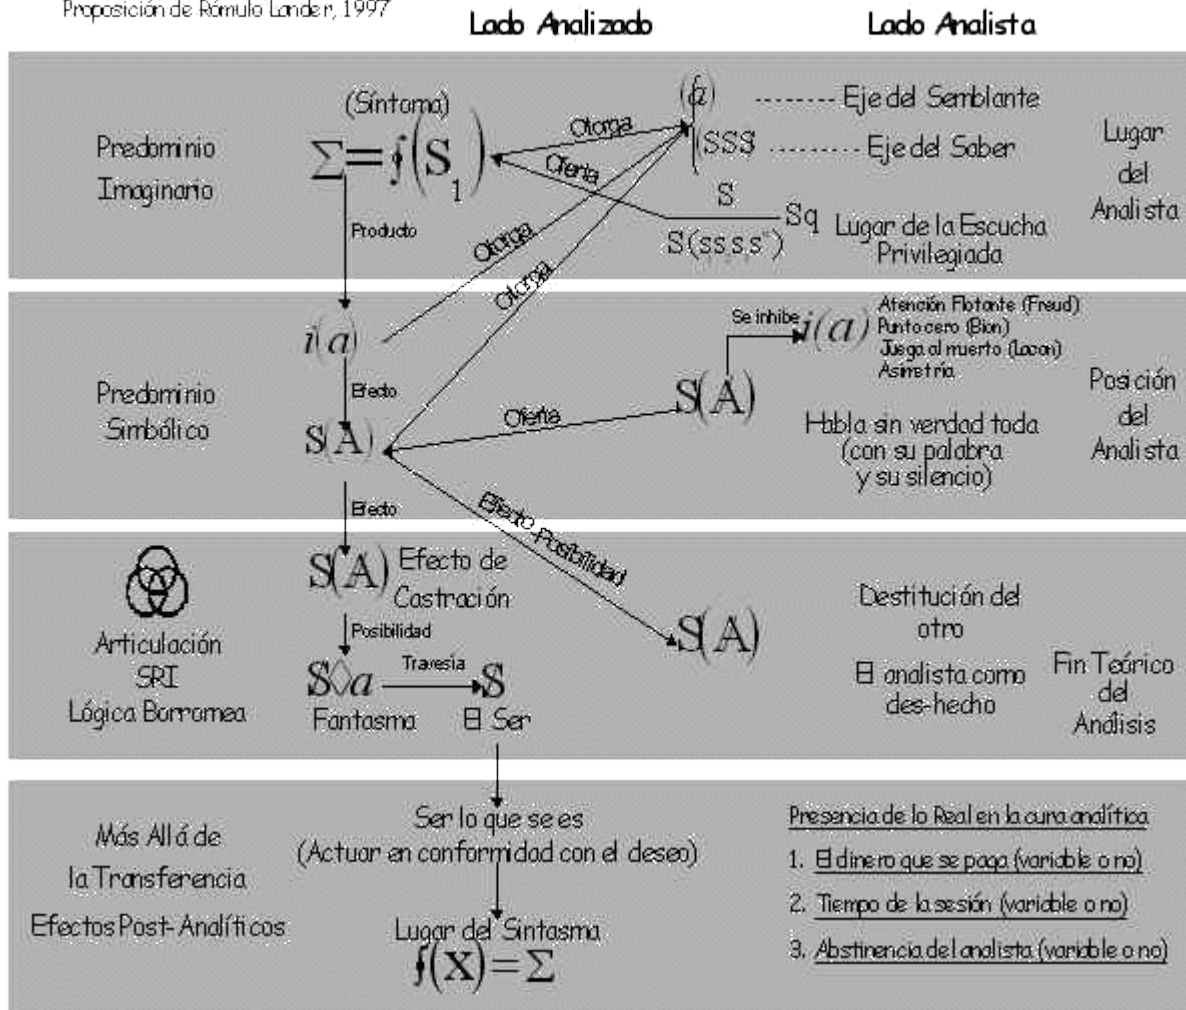 Proposición de Rómulo Lander, 1997
Lado Analizado
Lado Analista
Predominio
Imaginario
(Síntoma)
∑=∮(S₁)
Otorga
Oferta
(a)
(SSS
Eje del Semblante
Eje del Saber
Lugar
del
Analista
S
S(s,s,s,s") Sq
Lugar de la Escucha
Privilegiada
Producto
Otorga
Otorga
Predominio
Simbólico
i(a)
Efecto
S(A)
Oferta
S(A)
Se inhibe
i(a)
Atención Flotante (Freud)
Punto cero (Bion)
Juega al muerto (Lacan)
Asimetría
Habla sin verdad toda
(con su palabra
y su silencio)
Posición
del
Analista
Efecto
Efecto-Posibilidad
Articulación
SRI
Lógica Borromea
S(A)
Efecto de
Castración
Posibilidad
S◊a
Travesía
S
Fantasma
El Ser
S(A)
Destitución del
otro
El analista como
des-hecho
Fin Teórico
del
Análisis
Más Allá de
la Transferencia
Efectos Post-Analíticos
Ser lo que se es
(Actuar en conformidad con el deseo)
Lugar del Sintasma
∮(X)=∑
Presencia de lo Real en la cura analítica
1. El dinero que se paga (variable o no)
2. Tiempo de la sesión (variable o no)
3. Abstinencia del analista (variable o no)